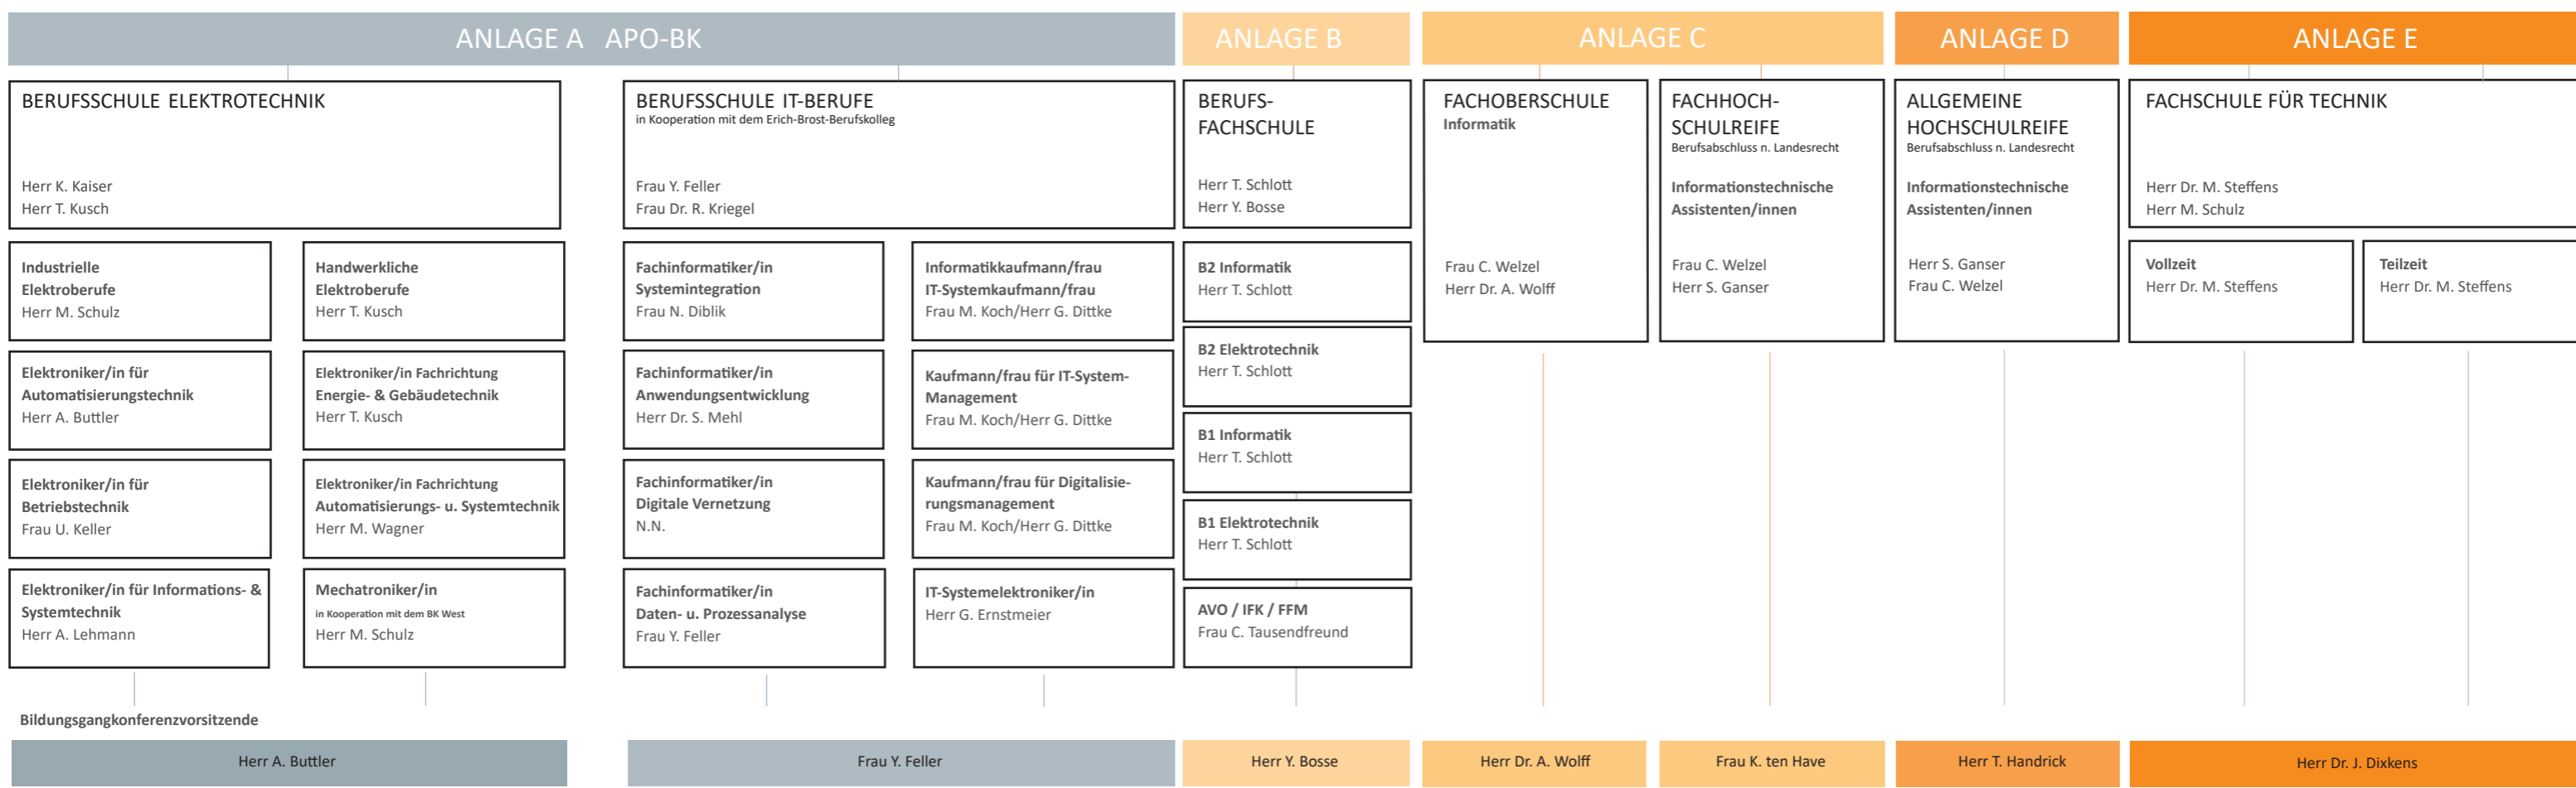 ANLAGE A APO-BK
BERUFSSCHULE ELEKTROTECHNIK
Herr K. Kaiser
Herr T. Kusch
Industrielle
Elektroberufe
Herr M. Schulz
Elektroniker/in für
Automatisierungstechnik
Herr A. Buttler
Elektroniker/in für
Betriebstechnik
Frau U. Keller
Elektroniker/in für Informations- &
Systemtechnik
Herr A. Lehmann
Handwerkliche
Elektroberufe
Herr T. Kusch
Elektroniker/in Fachrichtung
Energie- & Gebäudetechnik
Herr T. Kusch
Elektroniker/in Fachrichtung
Automatisierungs- u. Systemtechnik
Herr M. Wagner
Mechatroniker/in
in Kooperation mit dem BK West
Herr M. Schulz
BERUFSSCHULE IT-BERUFE
in Kooperation mit dem Erich-Brost-Berufskolleg
Frau Y. Feller
Frau Dr. R. Kriegel
Fachinformatiker/in
Systemintegration
Frau N. Diblik
Fachinformatiker/in
Anwendungsentwicklung
Herr Dr. S. Mehl
Fachinformatiker/in
Digitale Vernetzung
N.N.
Fachinformatiker/in
Daten- u. Prozessanalyse
Frau Y. Feller
Informatikkaufmann/frau
IT-Systemkaufmann/frau
Frau M. Koch/Herr G. Dittke
Kaufmann/frau für IT-System-
Management
Frau M. Koch/Herr G. Dittke
Kaufmann/frau für Digitalisie-
rungsmanagement
Frau M. Koch/Herr G. Dittke
IT-Systemelektroniker/in
Herr G. Ernstmeier
ANLAGE B
BERUFS-
FACHSCHULE
Herr T. Schlott
Herr Y. Bosse
B2 Informatik
Herr T. Schlott
B2 Elektrotechnik
Herr T. Schlott
B1 Informatik
Herr T. Schlott
B1 Elektrotechnik
Herr T. Schlott
AVO / IFK / FFM
Frau C. Tausendfreund
ANLAGE C
FACHOBERSCHULE
Informatik
Frau C. Welzel
Herr Dr. A. Wolff
FACHHOCH-
SCHULREIFE
Berufsabschluss n. Landesrecht
Informationstechnische
Assistenten/innen
Frau C. Welzel
Herr S. Ganser
ANLAGE D
ALLGEMEINE
HOCHSCHULREIFE
Berufsabschluss n. Landesrecht
Informationstechnische
Assistenten/innen
Herr S. Ganser
Frau C. Welzel
ANLAGE E
FACHSCHULE FÜR TECHNIK
Herr Dr. M. Steffens
Herr M. Schulz
Vollzeit
Herr Dr. M. Steffens
Teilzeit
Herr Dr. M. Steffens
Bildungsgangkonferenzvorsitzende
Herr A. Buttler
Frau Y. Feller
Herr Y. Bosse
Herr Dr. A. Wolff
Frau K. ten Have
Herr T. Handrick
Herr Dr. J. Dixkens